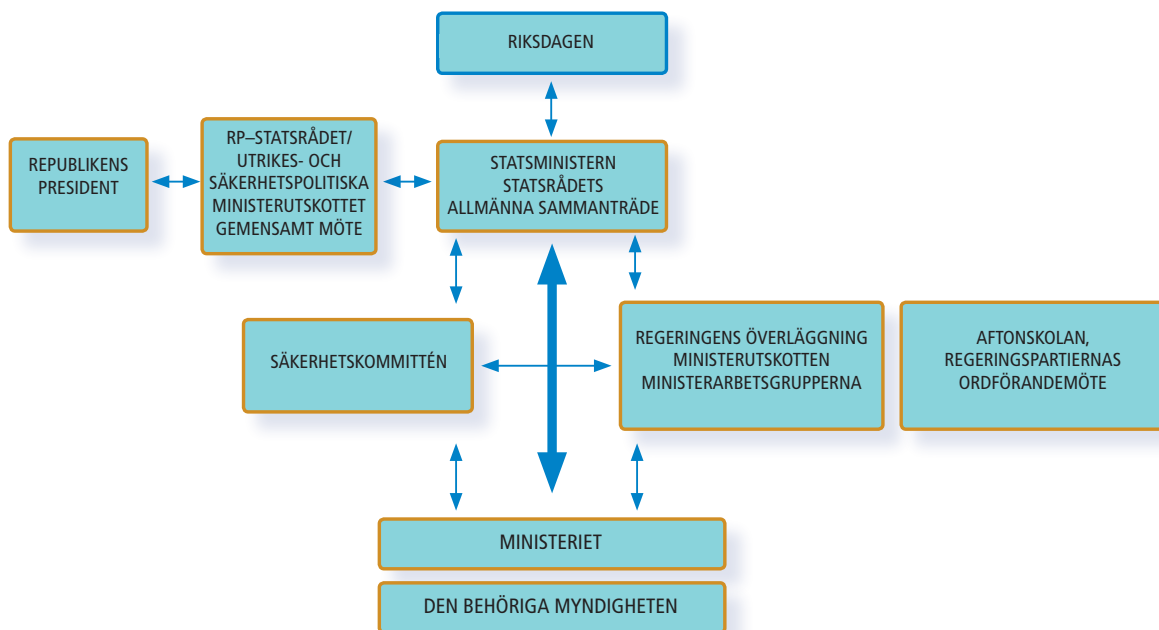 RIKSDAGEN
REPUBLIKENS
PRESIDENT
RP–STATSRÅDET/
UTRIKES- OCH
SÄKERHETSPOLITISKA
MINISTERUTSKOTTET
GEMENSAMT MÖTE
STATSMINISTERN
STATSRÅDETS
ALLMÄNNA SAMMANTRÄDE
SÄKERHETSKOMMITTÉN
REGERINGENS ÖVERLÄGGNING
MINISTERUTSKOTTEN
MINISTERARBETSGRUPPERNA
AFTONSKOLAN,
REGERINGSPARTIERNAS
ORDFÖRANDEMÖTE
MINISTERIET
DEN BEHÖRIGA MYNDIGHETEN